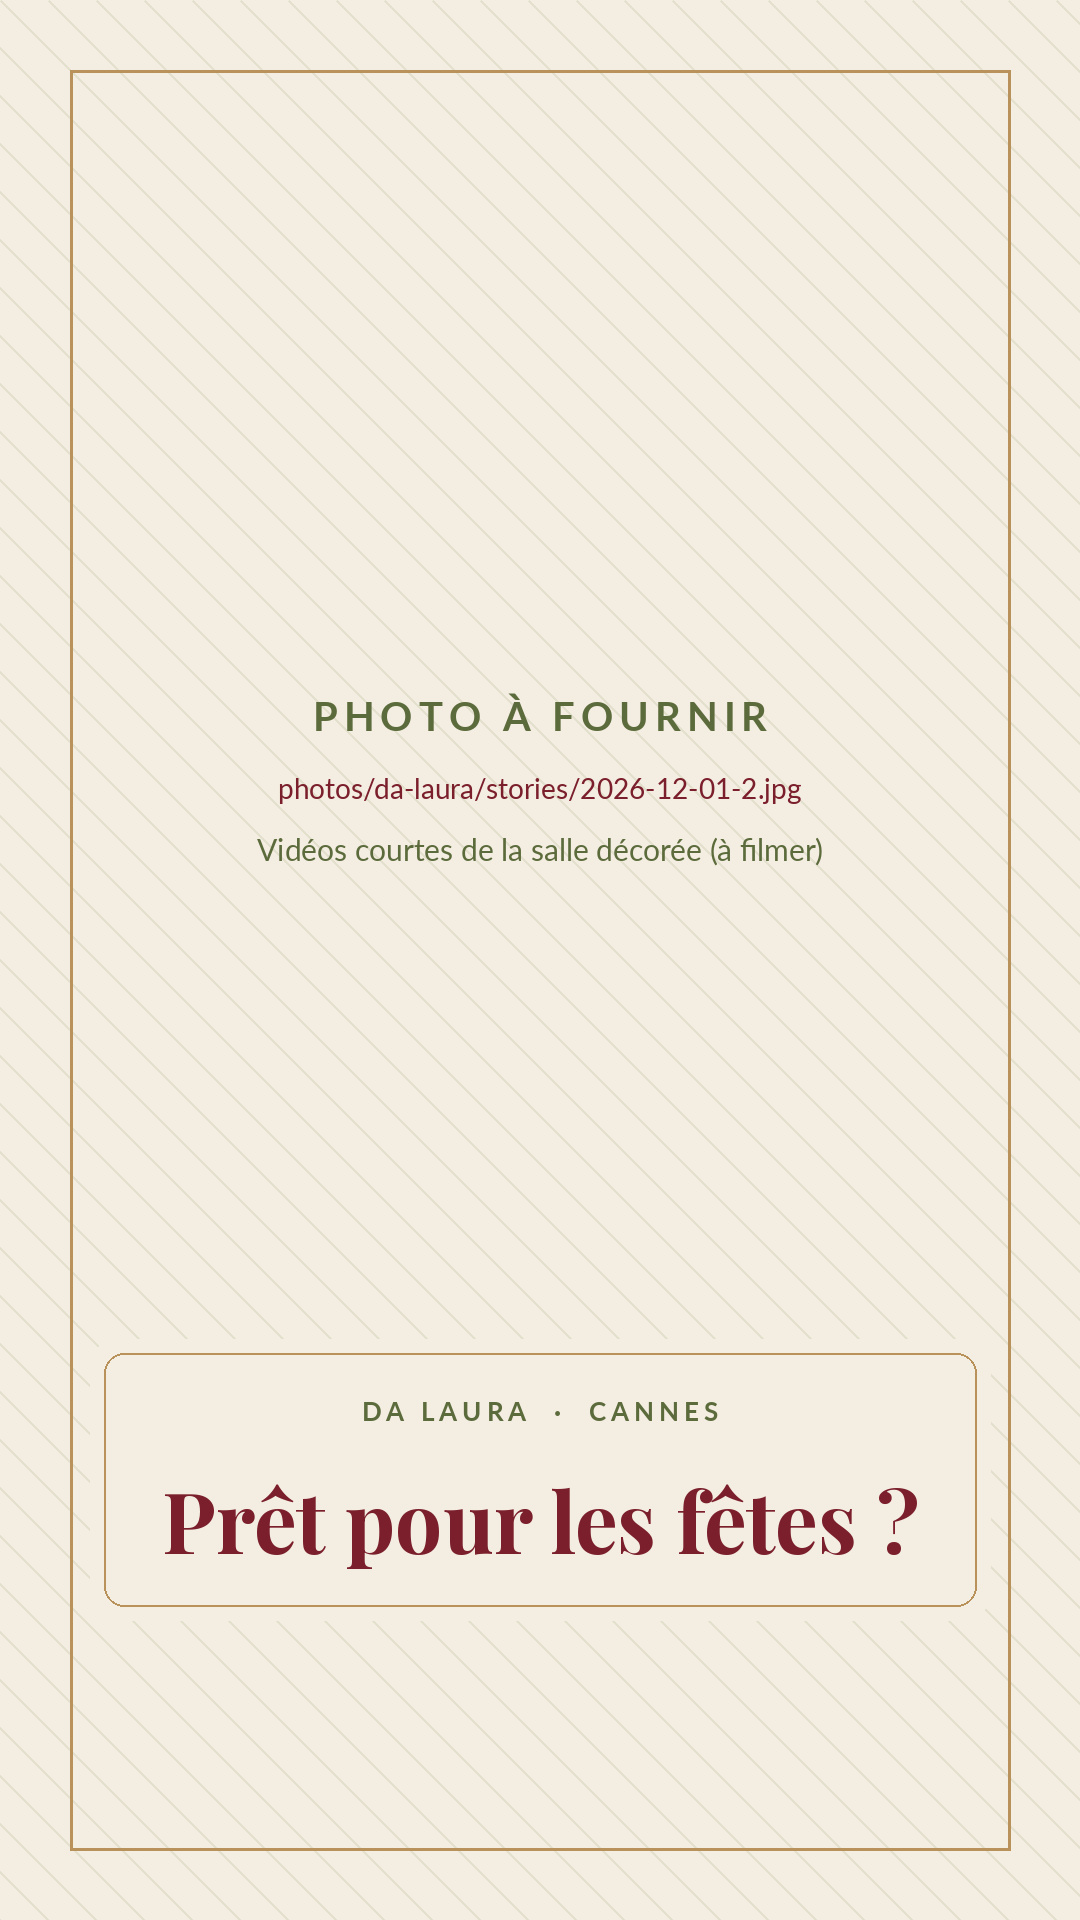 PHOTO À FOURNIR
photos/da-laura/stories/2026-12-01-2.jpg
Vidéos courtes de la salle décorée (à filmer)
DA LAURA · CANNES
Prêt pour les fêtes ?